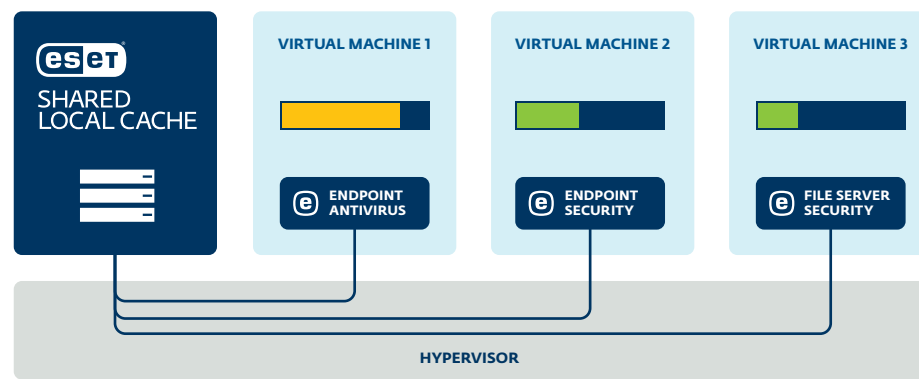 eset
SHARED
LOCAL CACHE
VIRTUAL MACHINE 1
e ENDPOINT
ANTIVIRUS
VIRTUAL MACHINE 2
e ENDPOINT
SECURITY
VIRTUAL MACHINE 3
e FILE SERVER
SECURITY
HYPERVISOR